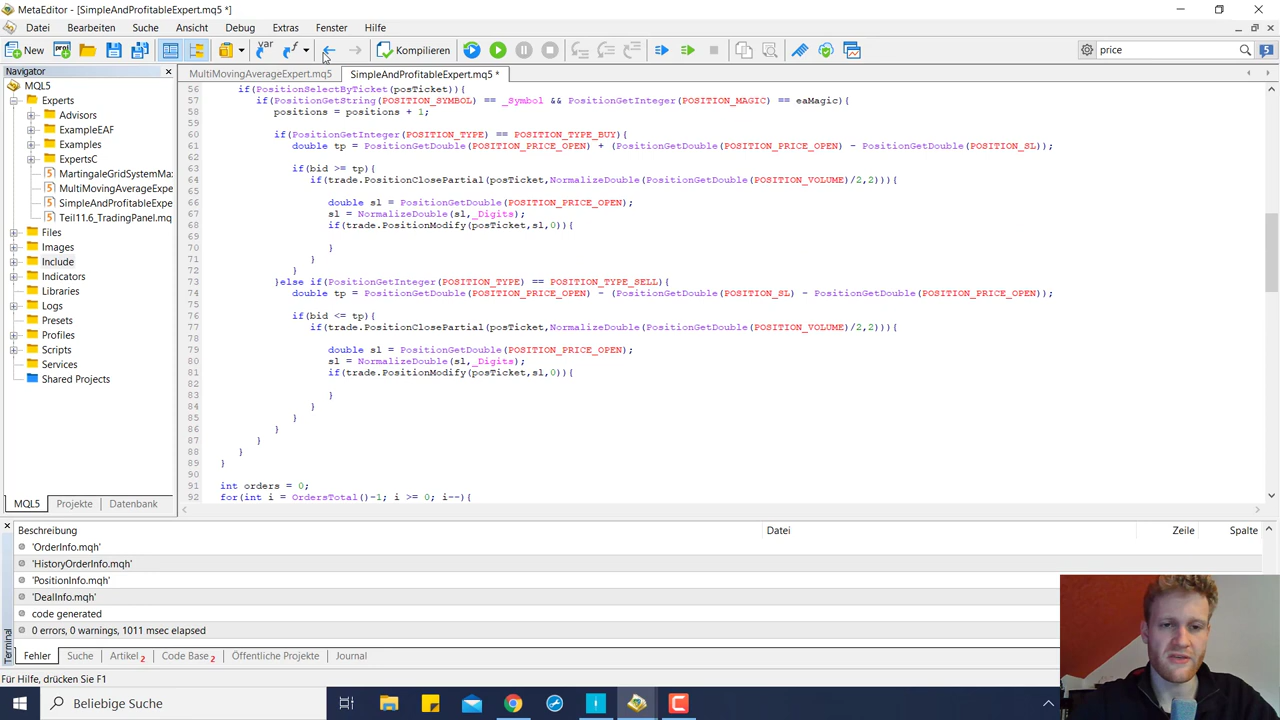 MetaEditor - [SimpleAndProfitableExpert.mq5 *]
Datei Bearbeiten Suche Ansicht Debug Extras Fenster Hilfe
New var Kompilieren price 5
Navigator
MultiMovingAverageExpert.mq5 SimpleAndProfitableExpert.mq5 *
MQL5
Experts
Advisors
ExampleEAF
Examples
ExpertsC
MartingaleGridSystemMa
MultiMovingAverageExpe
SimpleAndProfitableExpe
Teil11.6_TradingPanel.mq
Files
Images
Include
Indicators
Libraries
Logs
Presets
Profiles
Scripts
Services
Shared Projects
MQL5 Projekte Datenbank
56 if(PositionSelectByTicket(posTicket)){
57 if(PositionGetString(POSITION_SYMBOL) == _Symbol && PositionGetInteger(POSITION_MAGIC) == eaMagic){
58 positions = positions + 1;
59
60 if(PositionGetInteger(POSITION_TYPE) == POSITION_TYPE_BUY){
61 double tp = PositionGetDouble(POSITION_PRICE_OPEN) + (PositionGetDouble(POSITION_PRICE_OPEN) - PositionGetDouble(POSITION_SL));
62
63 if(bid >= tp){
64 if(trade.PositionClosePartial(posTicket,NormalizeDouble(PositionGetDouble(POSITION_VOLUME)/2,2))){
65
66 double sl = PositionGetDouble(POSITION_PRICE_OPEN);
67 sl = NormalizeDouble(sl,_Digits);
68 if(trade.PositionModify(posTicket,sl,0)){
69
70 }
71 }
72 }
73 }else if(PositionGetInteger(POSITION_TYPE) == POSITION_TYPE_SELL){
74 double tp = PositionGetDouble(POSITION_PRICE_OPEN) - (PositionGetDouble(POSITION_SL) - PositionGetDouble(POSITION_PRICE_OPEN));
75
76 if(bid <= tp){
77 if(trade.PositionClosePartial(posTicket,NormalizeDouble(PositionGetDouble(POSITION_VOLUME)/2,2))){
78
79 double sl = PositionGetDouble(POSITION_PRICE_OPEN);
80 sl = NormalizeDouble(sl,_Digits);
81 if(trade.PositionModify(posTicket,sl,0)){
82
83 }
84 }
85 }
86 }
87 }
88 }
89 }
90
91 int orders = 0;
92 for(int i = OrdersTotal()-1; i >= 0; i--){
Beschreibung Datei Zeile Spalte
'OrderInfo.mqh'
'HistoryOrderInfo.mqh'
'PositionInfo.mqh'
'DealInfo.mqh'
code generated
0 errors, 0 warnings, 1011 msec elapsed
Terminal
Fehler Suche Artikel 2 Code Base 2 Öffentliche Projekte Journal
Für Hilfe, drücken Sie F1
Beliebige Suche